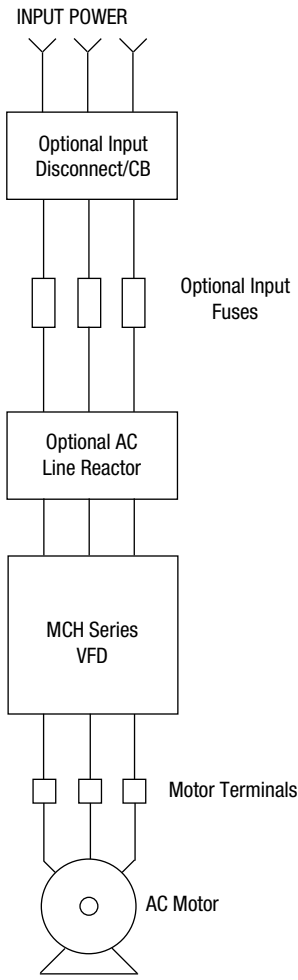 INPUT POWER
Optional Input
Disconnect/CB
Optional Input
Fuses
Optional AC
Line Reactor
MCH Series
VFD
Motor Terminals
AC Motor